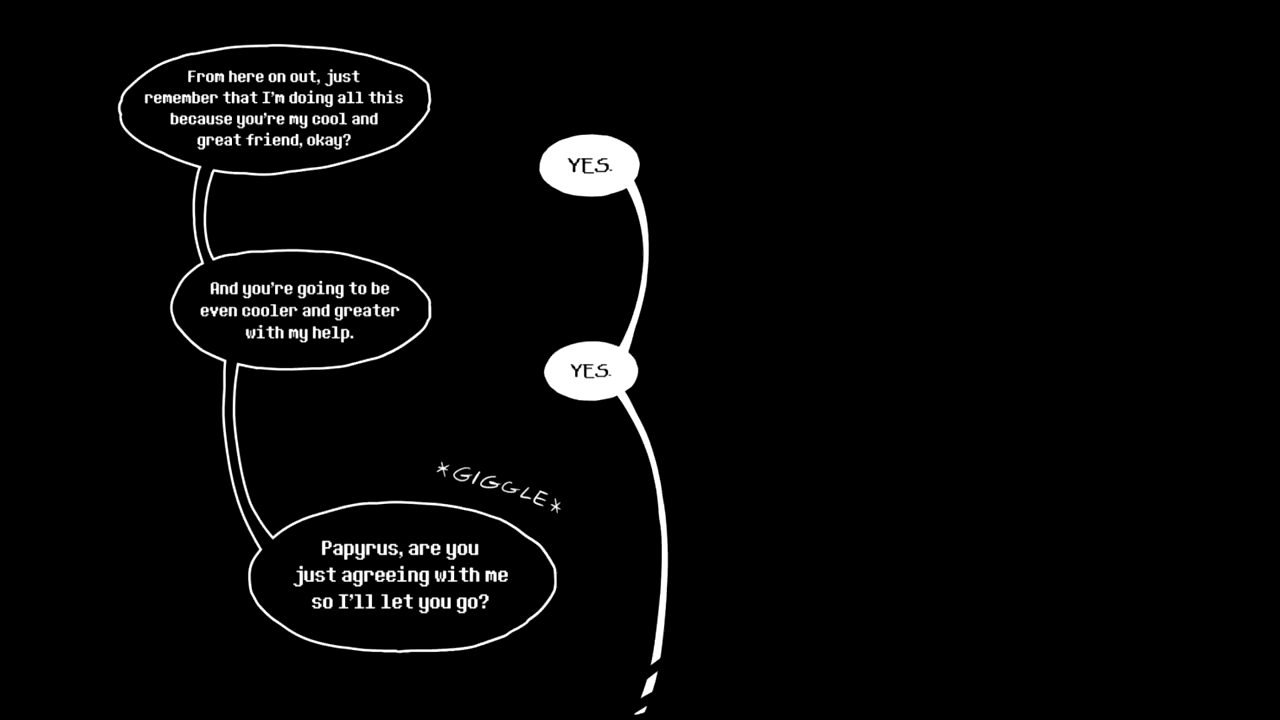 From here on out, just
remember that I'm doing all this
because you're my cool and
great friend, okay?
YES.
And you're going to be
even cooler and greater
with my help.
YES.
*GIGGLE*
Papyrus, are you
just agreeing with me
so I'll let you go?